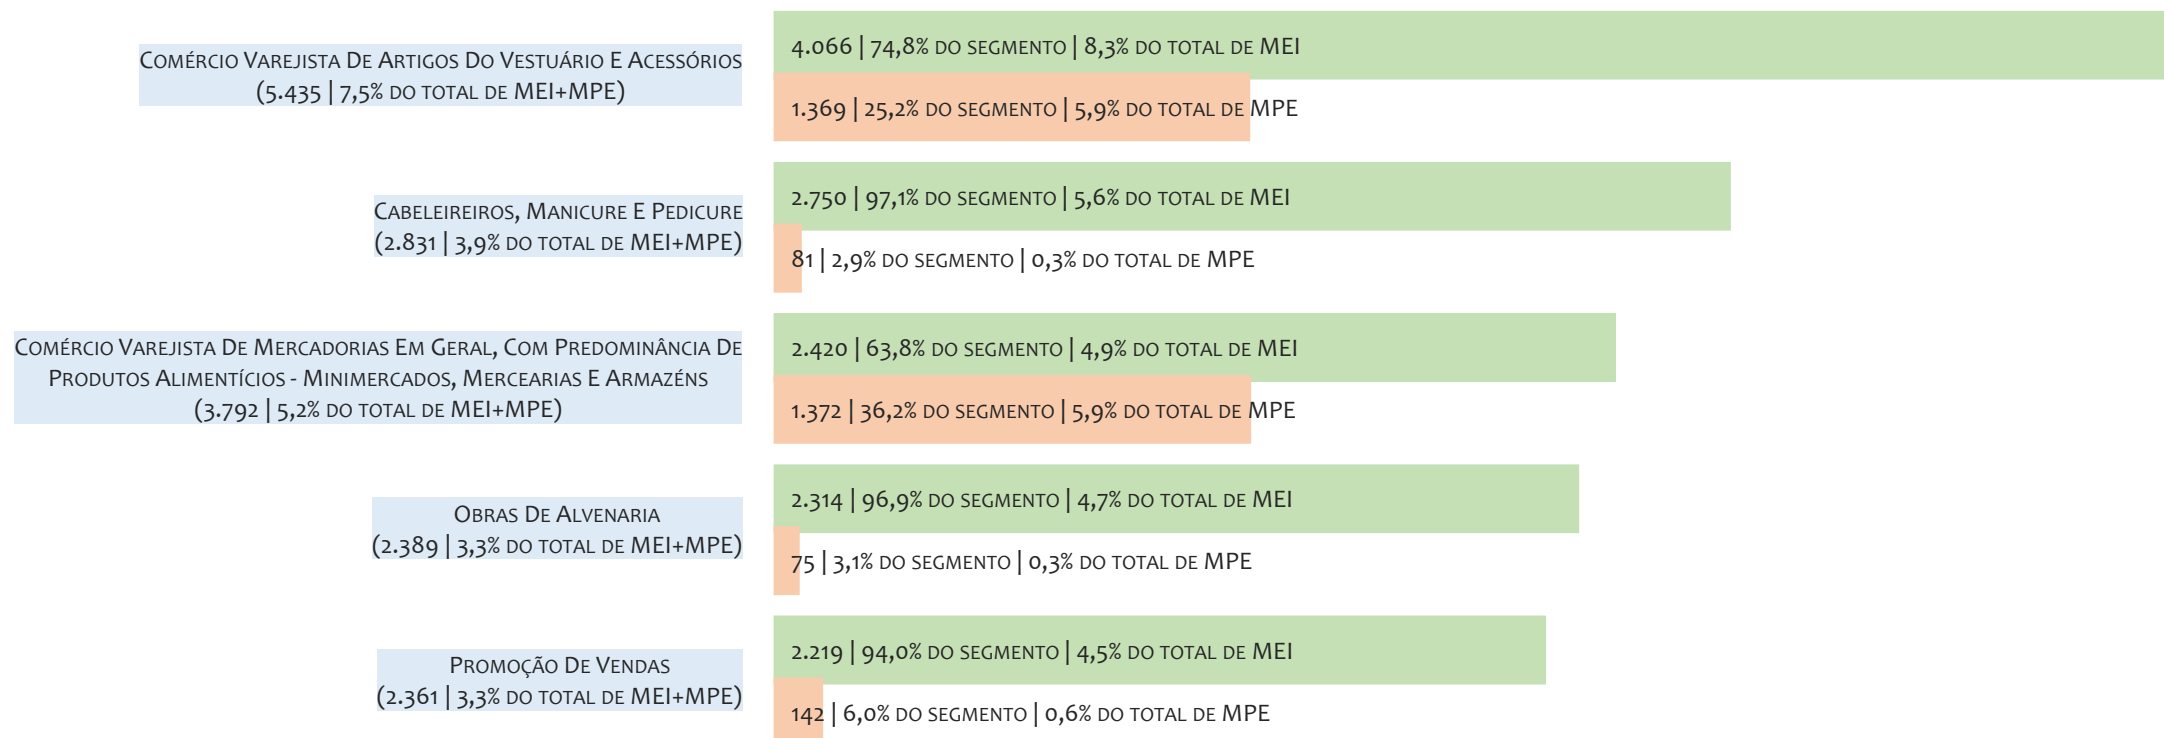 Comércio Varejista De Artigos Do Vestuário E Acessórios
(5.435 | 7,5% do total de MEI+MPE)
4.066 | 74,8% do segmento | 8,3% do total de MEI
1.369 | 25,2% do segmento | 5,9% do total de MPE
Cabeleireiros, Manicure E Pedicure
(2.831 | 3,9% do total de MEI+MPE)
2.750 | 97,1% do segmento | 5,6% do total de MEI
81 | 2,9% do segmento | 0,3% do total de MPE
Comércio Varejista De Mercadorias Em Geral, Com Predominância De
Produtos Alimentícios - Minimercados, Mercearias E Armazéns
(3.792 | 5,2% do total de MEI+MPE)
2.420 | 63,8% do segmento | 4,9% do total de MEI
1.372 | 36,2% do segmento | 5,9% do total de MPE
Obras De Alvenaria
(2.389 | 3,3% do total de MEI+MPE)
2.314 | 96,9% do segmento | 4,7% do total de MEI
75 | 3,1% do segmento | 0,3% do total de MPE
Promoção De Vendas
(2.361 | 3,3% do total de MEI+MPE)
2.219 | 94,0% do segmento | 4,5% do total de MEI
142 | 6,0% do segmento | 0,6% do total de MPE